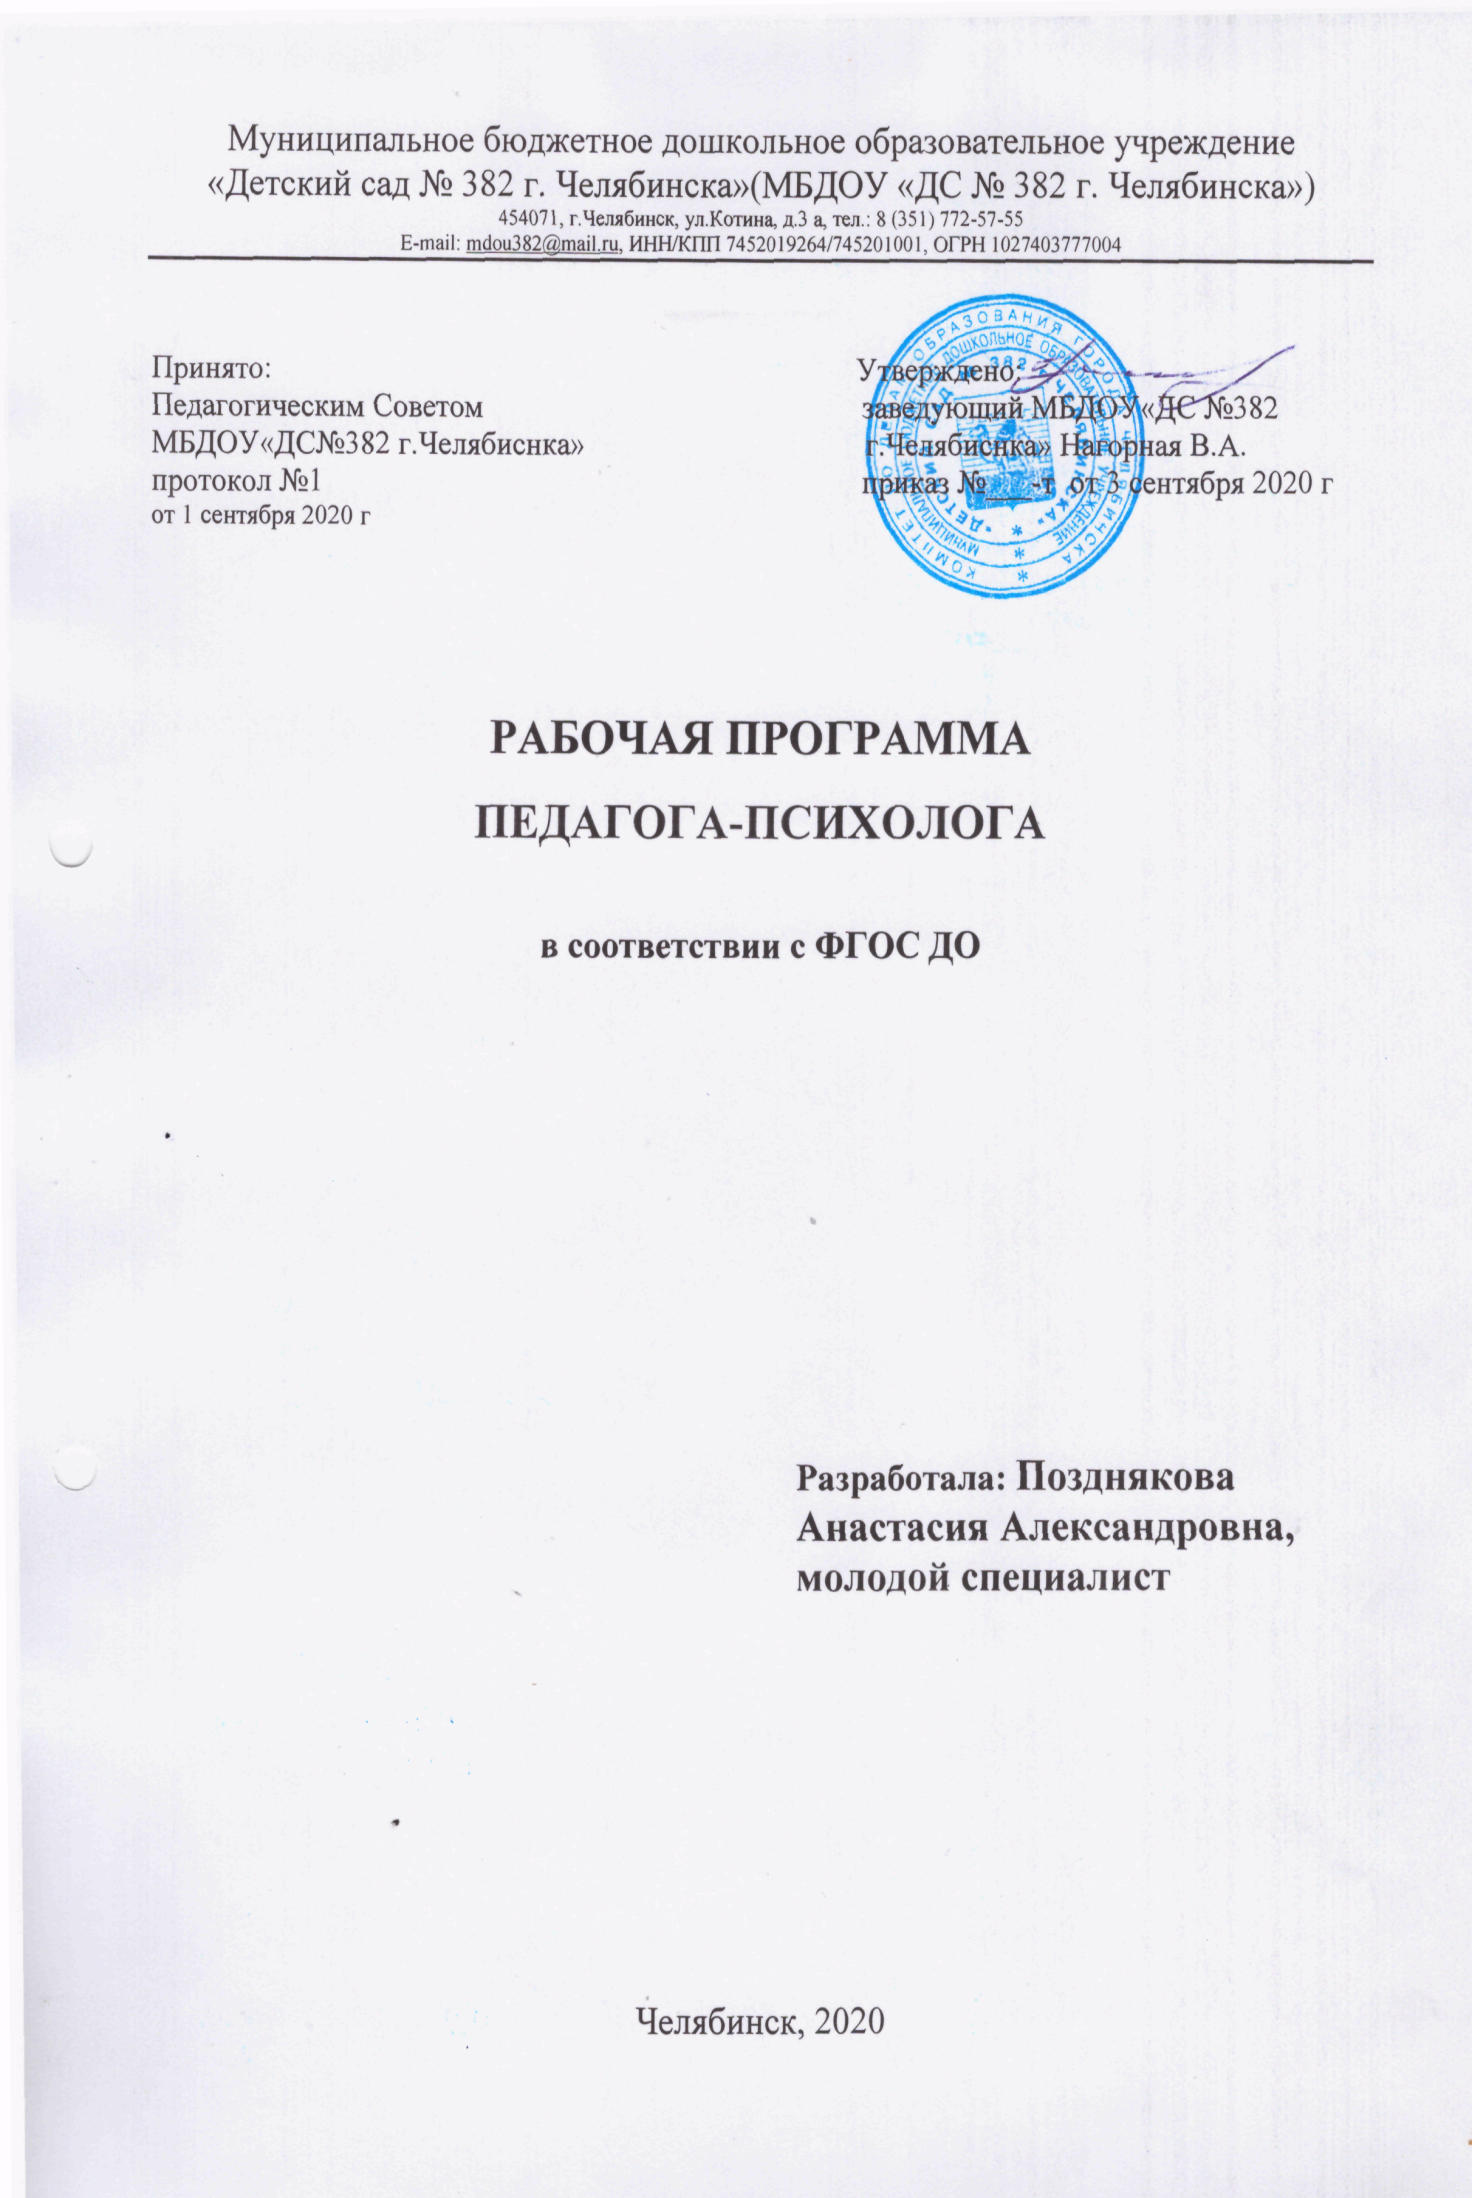 Муниципальное бюджетное дошкольное образовательное учреждение
«Детский сад № 382 г. Челябинска»(МБДОУ «ДС № 382 г. Челябинска»)
454071, г.Челябинск, ул.Котина, д.3 а, тел.: 8 (351) 772-57-55
E-mail: mdou382@mail.ru, ИНН/КПП 7452019264/745201001, ОГРН 1027403777004
Принято:
Педагогическим Советом
МБДОУ«ДС№382 г.Челябиснка»
протокол №1
от 1 сентября 2020 г
Утверждено:
заведующий МБДОУ«ДС №382
г.Челябиснка» Нагорная В.А.
приказ №___-т от 3 сентября 2020 г
РАБОЧАЯ ПРОГРАММА
ПЕДАГОГА-ПСИХОЛОГА
в соответствии с ФГОС ДО
Разработала: Позднякова
Анастасия Александровна,
молодой специалист
Челябинск, 2020